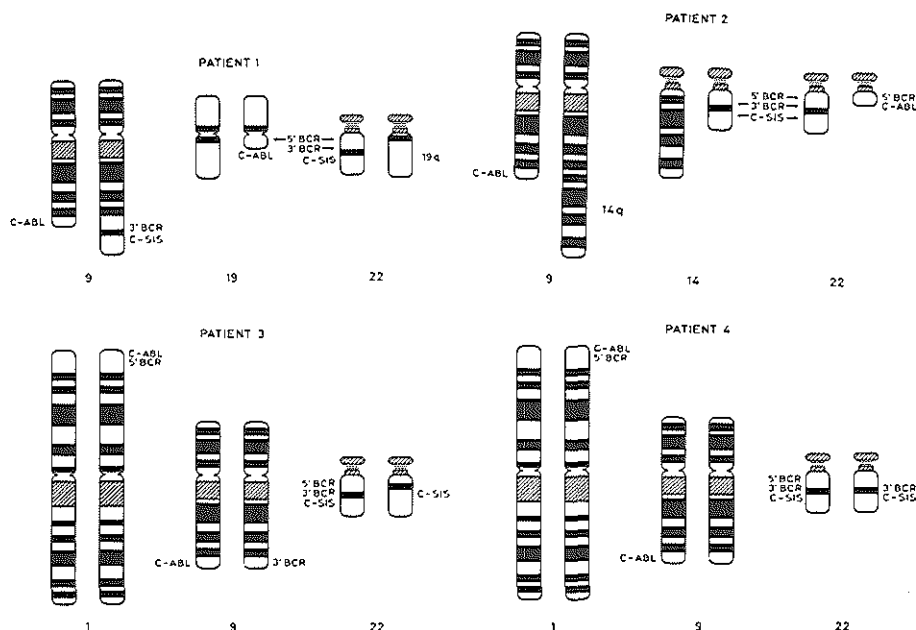 PATIENT 1
C-ABL
3' BCR
C-SIS
C-ABL
5' BCR
3' BCR
C-SIS
19q
9
19
22
PATIENT 2
C-ABL
14q
5' BCR
3' BCR
C-SIS
5' BCR
C-ABL
9
14
22
PATIENT 3
C-ABL
5' BCR
C-ABL
3' BCR
5' BCR
3' BCR
C-SIS
C-SIS
1
9
22
PATIENT 4
C-ABL
5' BCR
C-ABL
5' BCR
3' BCR
C-SIS
3' BCR
C-SIS
1
9
22